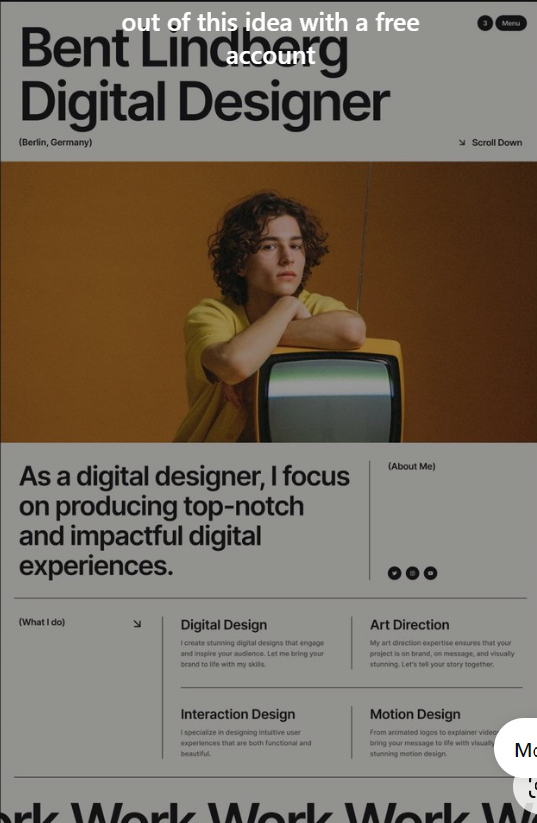 out of this idea with a free
account
Bent Lindberg
3 Menu
Digital Designer
(Berlin, Germany)
Scroll Down
As a digital designer, I focus
on producing top-notch
and impactful digital
experiences.
(About Me)
(What I do)
Digital Design
I create stunning digital designs that engage
and inspire your audience. Let me bring your
brand to life with my skills.
Art Direction
My art direction expertise ensures that your
project is on brand, on message, and visually
stunning. Let's tell your story together.
Interaction Design
I specialize in designing intuitive user
experiences that are both functional and
beautiful.
Motion Design
From animated logos to explainer videos
bring your message to life with visually
stunning motion design.
Work Work Work